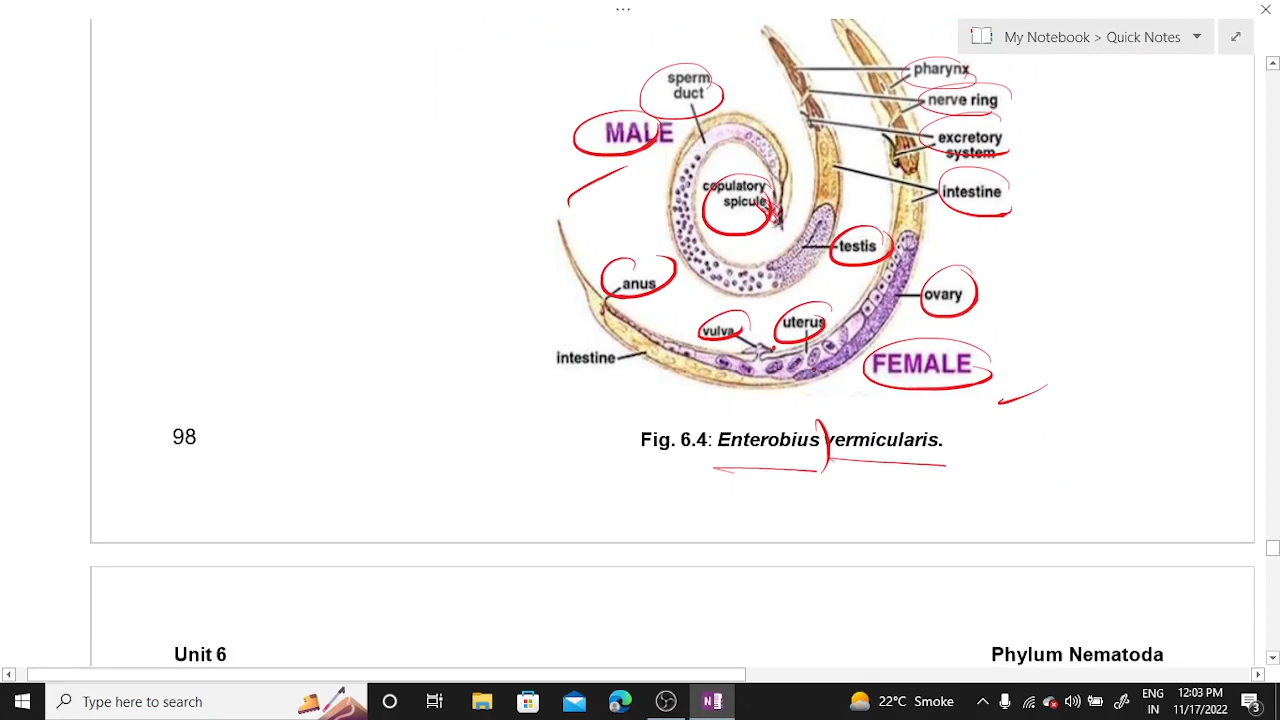 ...
My Notebook > Quick Notes
pharynx
sperm
duct
nerve ring
MALE
excretory
system
copulatory
spicule
intestine
testis
anus
ovary
vulva
uterus
intestine
FEMALE
98
Fig. 6.4: Enterobius vermicularis.
Unit 6
Phylum Nematoda
Type here to search
N
22°C Smoke
ENG
IN
12:03 PM
11/17/2022
3